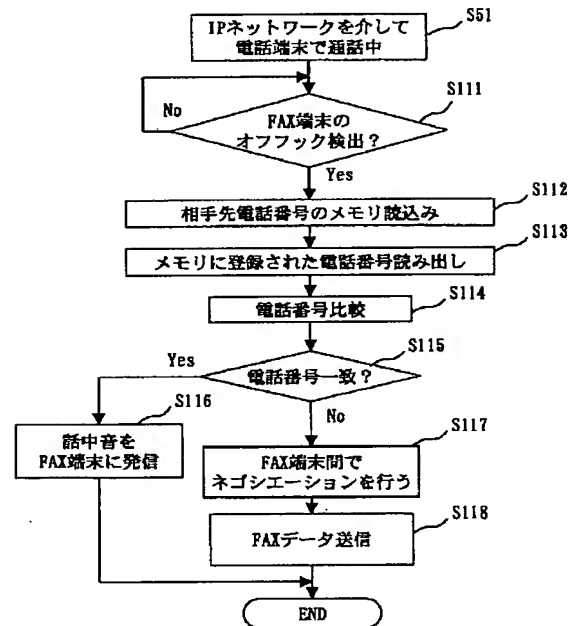 IPネットワークを介して
電話端末で通話中
S51
No
FAX端末の
オフフック検出?
S111
Yes
相手先電話番号のメモリ読込み
S112
メモリに登録された電話番号読み出し
S113
電話番号比較
S114
Yes
電話番号一致?
S115
話中音を
FAX端末に発信
S116
No
FAX端末間で
ネゴシエーションを行う
S117
FAXデータ送信
S118
END